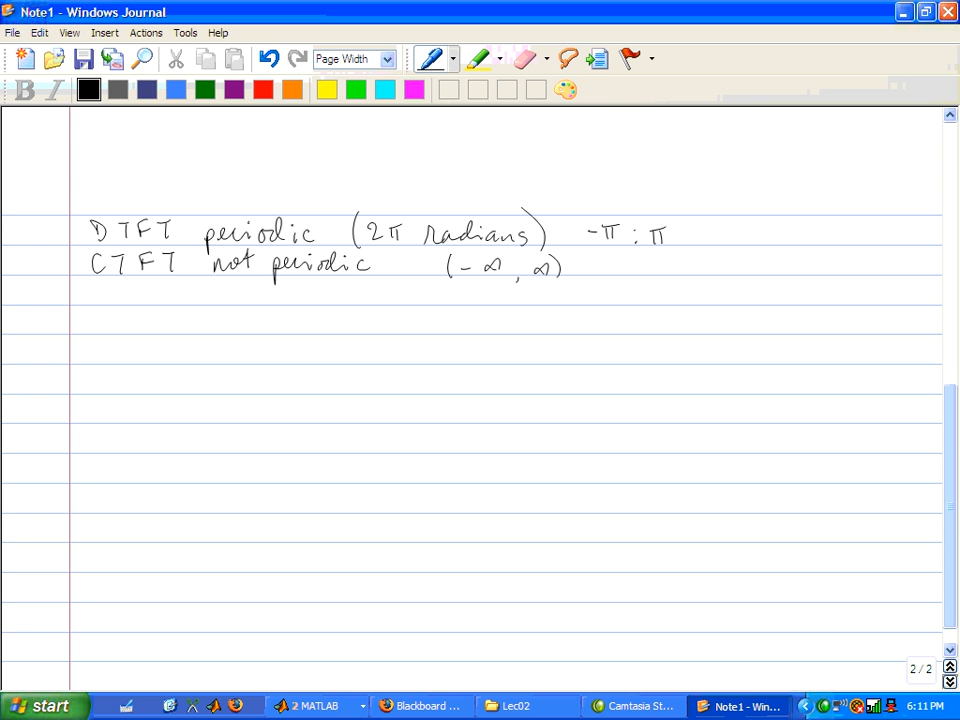 Note1 - Windows Journal
File Edit View Insert Actions Tools Help
Page Width
B I
DTFT periodic (2π radians) -π : π
CTFT not periodic (-∞, ∞)
2 / 2
start 2 MATLAB Blackboard ... Lec02 Camtasia St... Note1 - Win... 6:11 PM